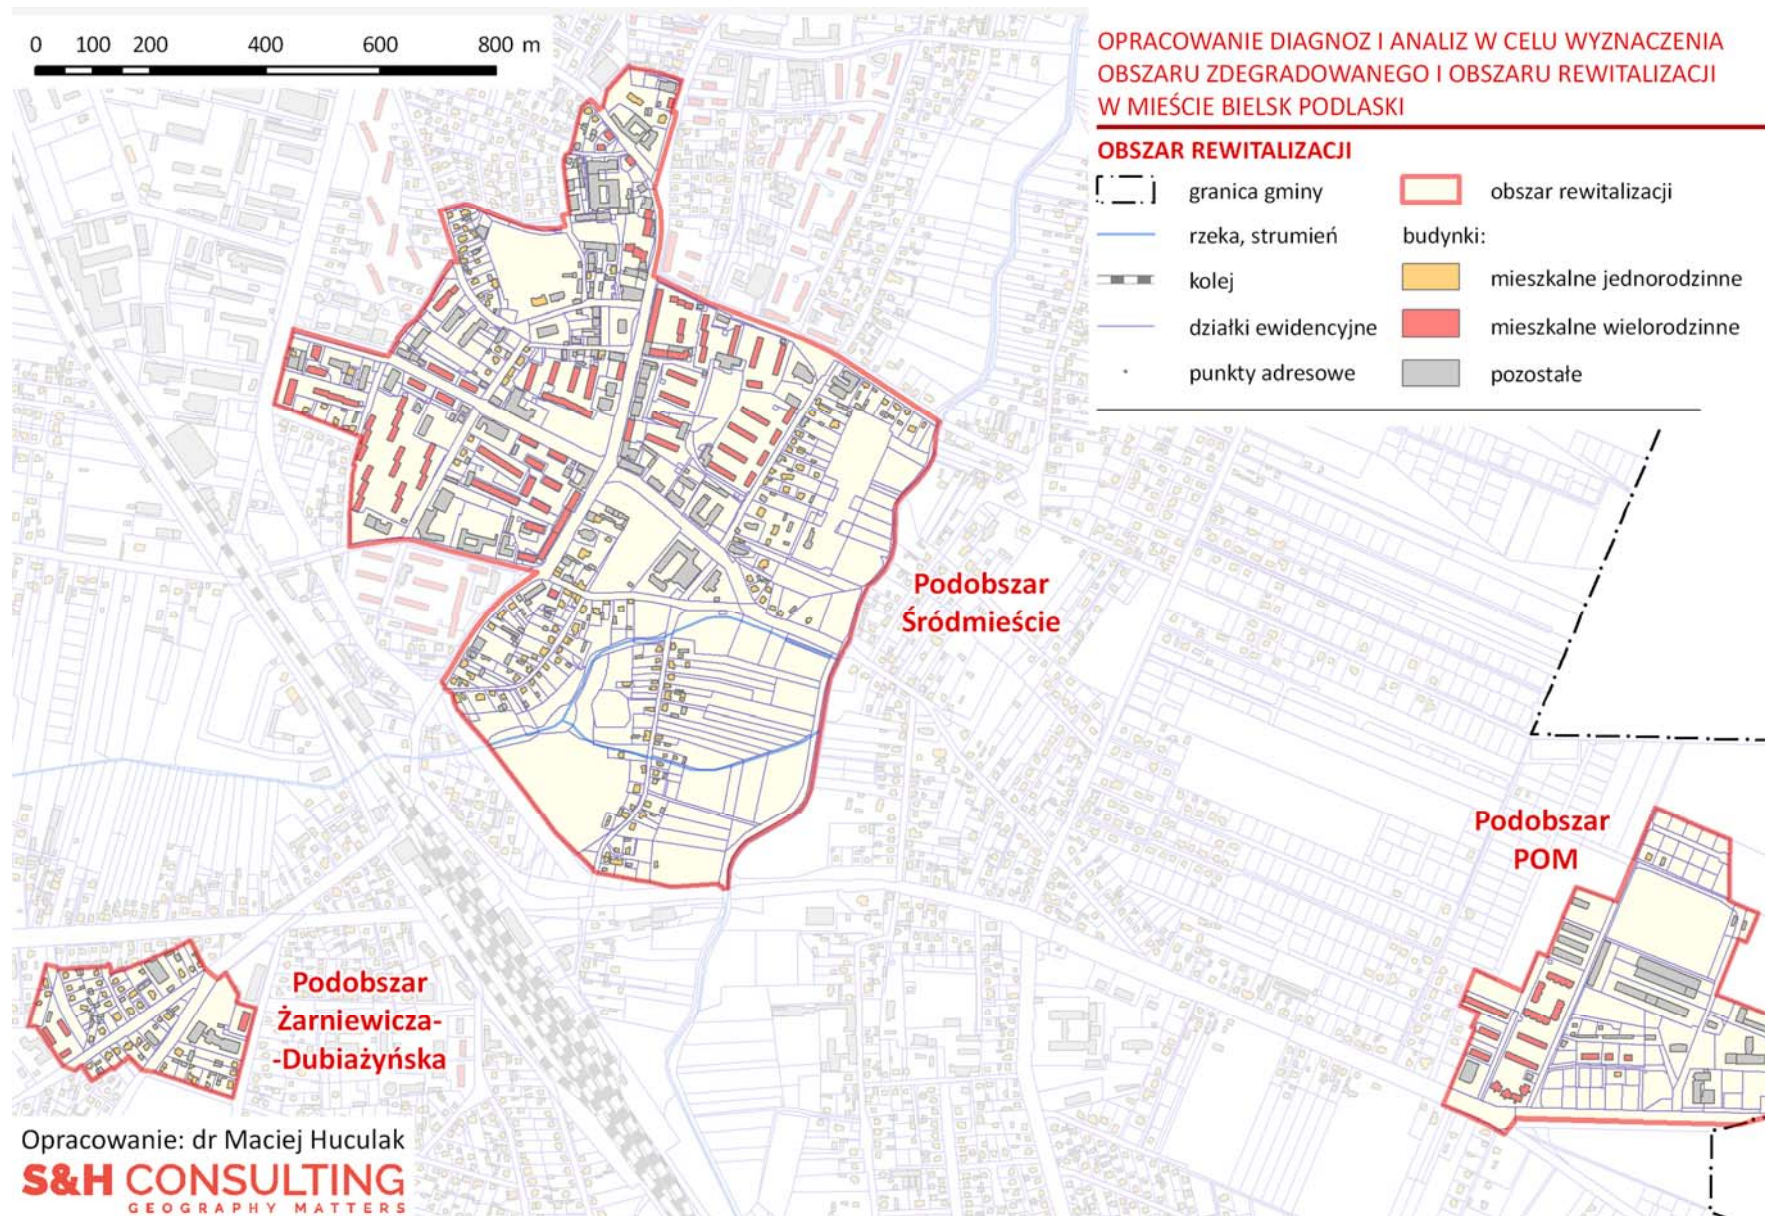 0 100 200 400 600 800 m
OPRACOWANIE DIAGNOZ I ANALIZ W CELU WYZNACZENIA
OBSZARU ZDEGRADOWANEGO I OBSZARU REWITALIZACJI
W MIEŚCIE BIELSK PODLASKI
OBSZAR REWITALIZACJI
granica gminy
rzeka, strumień
kolej
działki ewidencyjne
punkty adresowe
obszar rewitalizacji
budynki:
mieszkalne jednorodzinne
mieszkalne wielorodzinne
pozostałe
Podobszar
Śródmieście
Podobszar
POM
Podobszar
Żarniewicza-
-Dubiażyńska
Opracowanie: dr Maciej Huculak
S&H CONSULTING
GEOGRAPHY MATTERS